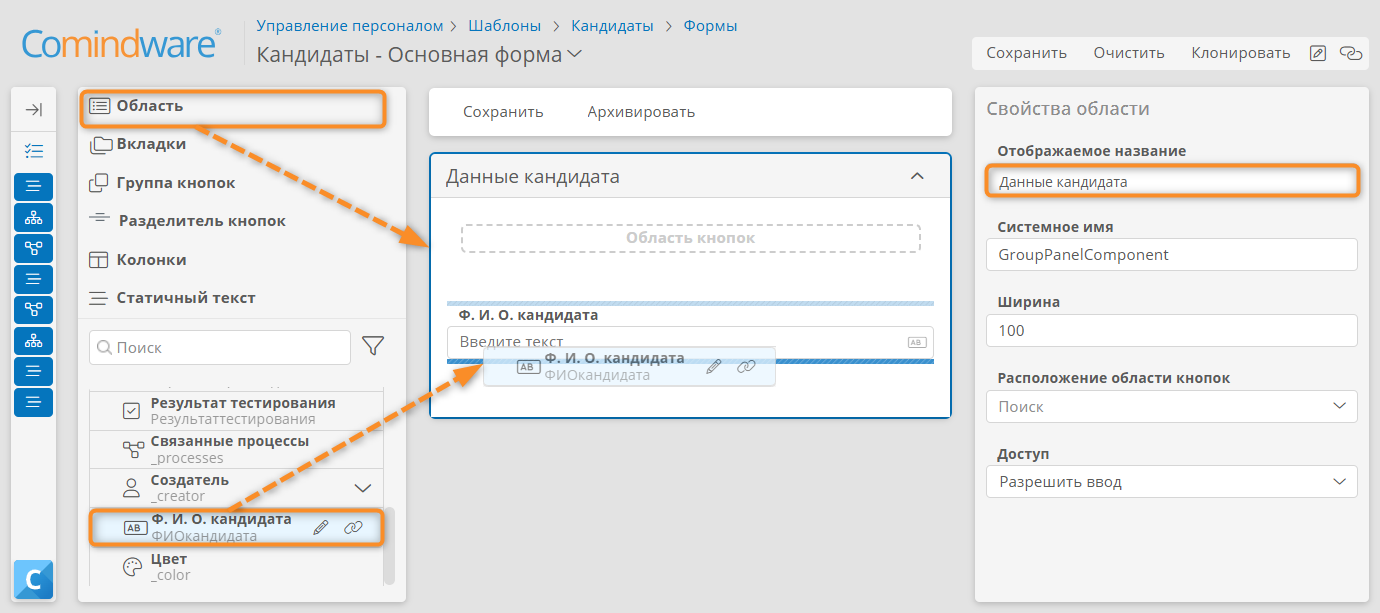 Comindware®
Управление персоналом > Шаблоны > Кандидаты > Формы
Кандидаты - Основная форма
Сохранить Очистить Клонировать
Область
Вкладки
Группа кнопок
Разделитель кнопок
Колонки
Статичный текст
Поиск
Результат тестирования
Результаттестирования
Связанные процессы
_processes
Создатель
_creator
AB Ф. И. О. кандидата
ФИОкандидата
Цвет
_color
Сохранить Архивировать
Данные кандидата
Область кнопок
Ф. И. О. кандидата
Введите текст AB
AB Ф. И. О. кандидата
ФИОкандидата
Свойства области
Отображаемое название
Данные кандидата
Системное имя
GroupPanelComponent
Ширина
100
Расположение области кнопок
Поиск
Доступ
Разрешить ввод
C